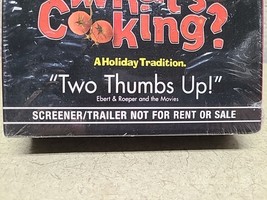 What's
Cooking?
A Holiday Tradition.
"Two Thumbs Up!"
Ebert & Roeper and the Movies
SCREENER/TRAILER NOT FOR RENT OR SALE